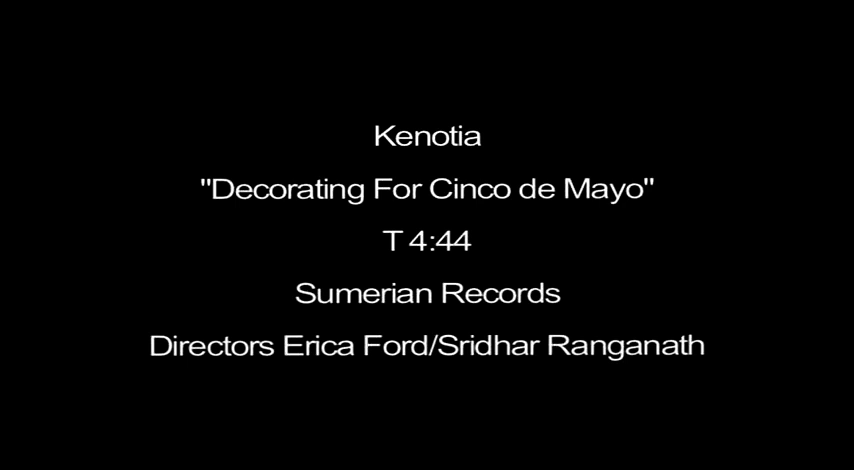 Kenotia
"Decorating For Cinco de Mayo"
T 4:44
Sumerian Records
Directors Erica Ford/Sridhar Ranganath